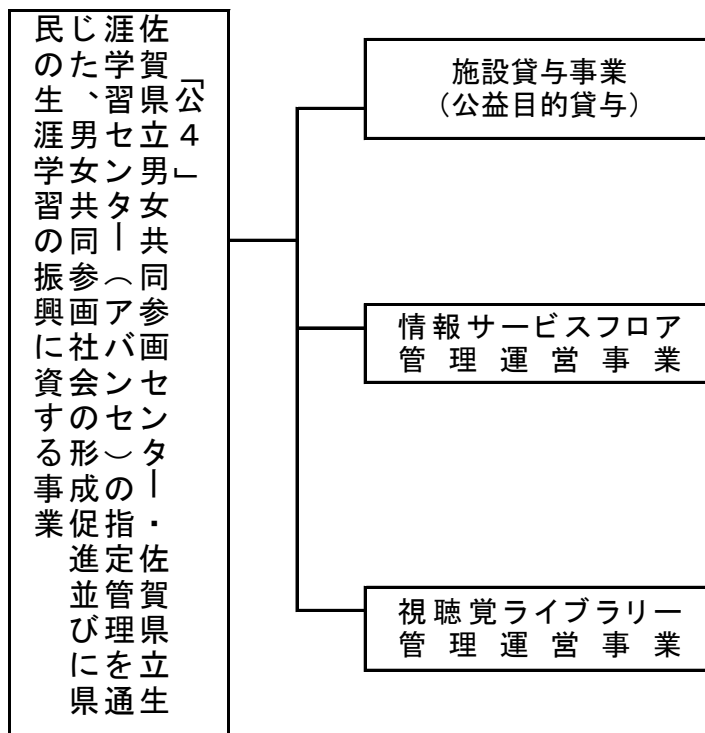 「公４」
佐賀県立男女共同参画センター・佐賀県立生
涯学習センター（アバンセ）の指定管理を通
じた、男女共同参画社会の形成促進並びに県
民の生涯学習の振興に資する事業
施設貸与事業
（公益目的貸与）
情報サービスフロア
管理運営事業
視聴覚ライブラリー
管理運営事業